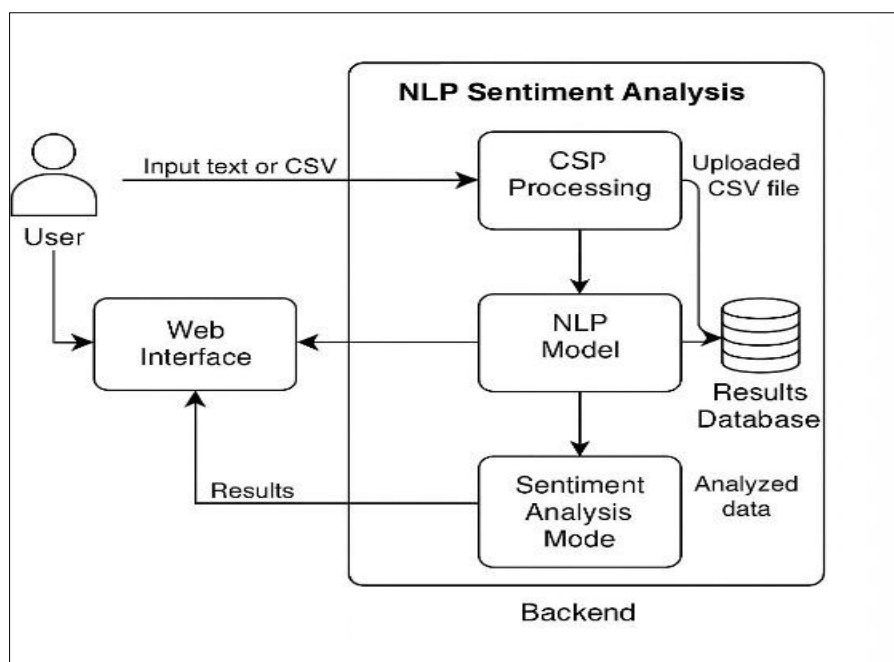 NLP Sentiment Analysis
Input text or CSV
CSP
Processing
Uploaded
CSV file
User
Web
Interface
NLP
Model
Results
Database
Results
Sentiment
Analysis
Mode
Analyzed
data
Backend